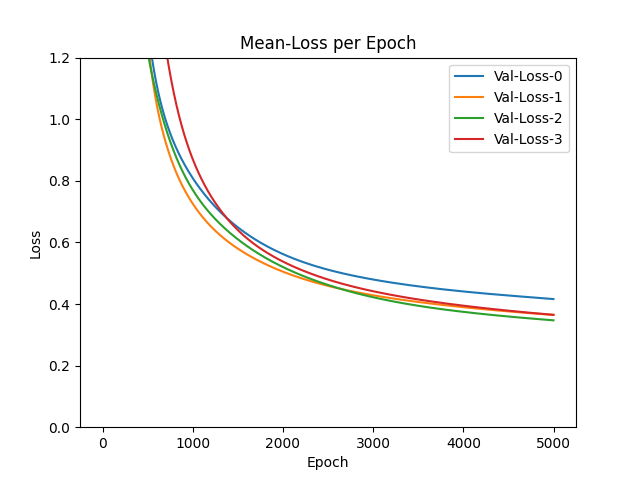 Mean-Loss per Epoch
1.2
1.0
0.8
0.6
0.4
0.2
0.0
Loss
Val-Loss-0
Val-Loss-1
Val-Loss-2
Val-Loss-3
0 1000 2000 3000 4000 5000
Epoch